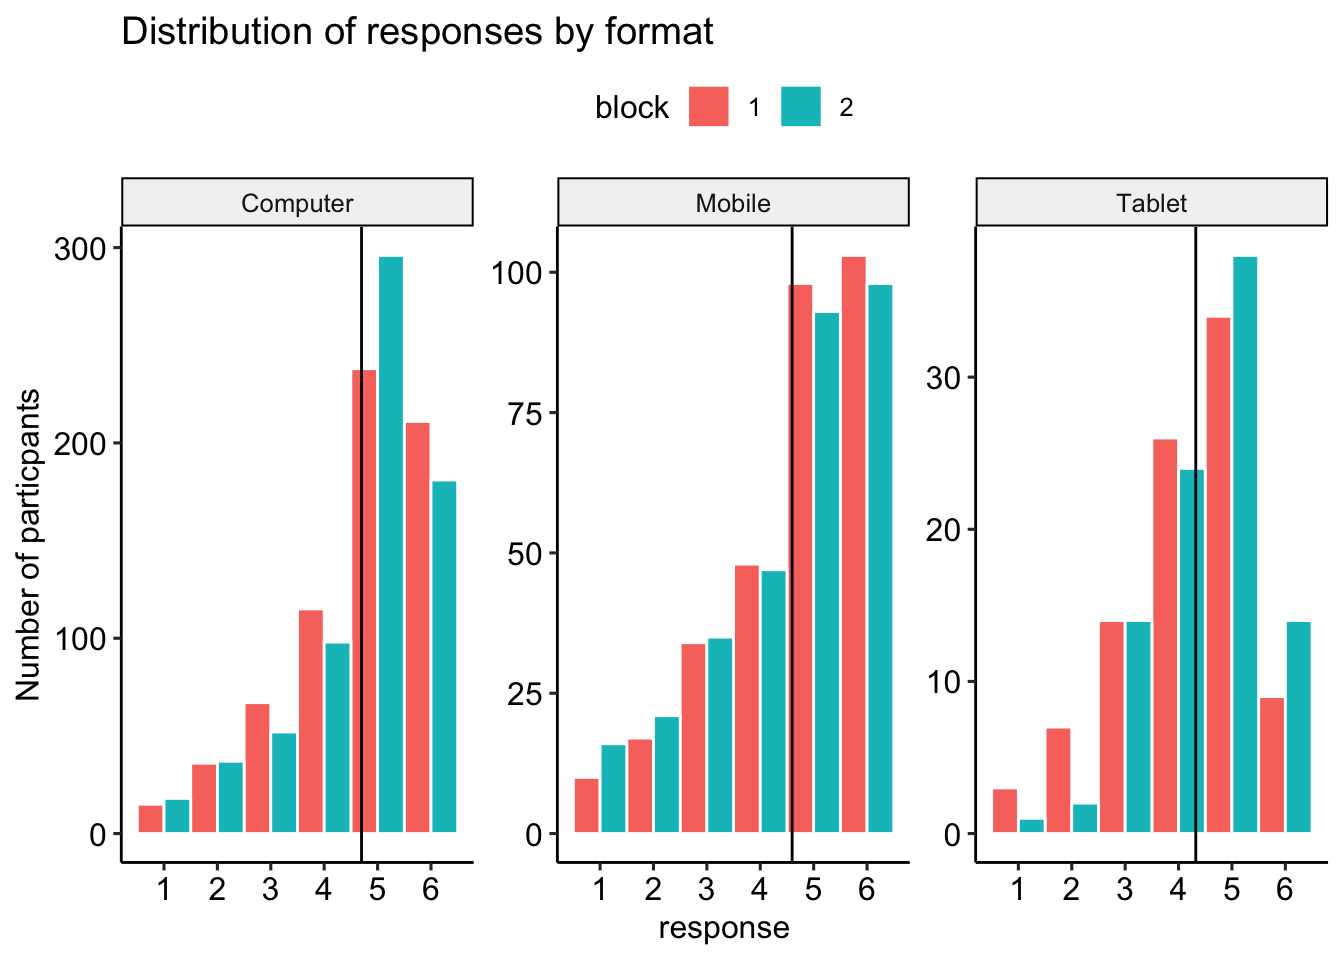 Distribution of responses by format
block 1 2
Computer Mobile Tablet
Number of particpants
300
200
100
0
100
75
50
25
0
30
20
10
0
1 2 3 4 5 6 1 2 3 4 5 6 1 2 3 4 5 6
response